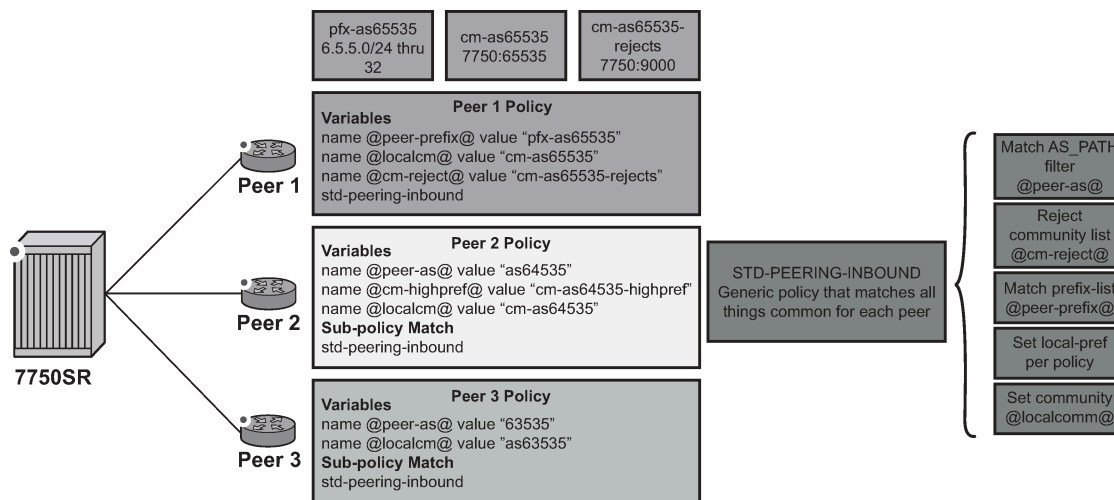 pfx-as65535
6.5.5.0/24 thru
32
cm-as65535
7750:65535
cm-as65535-
rejects
7750:9000
Peer 1 Policy
Variables
name @peer-prefix@ value “pfx-as65535”
name @localcm@ value “cm-as65535”
name @cm-reject@ value “cm-as65535-rejects”
std-peering-inbound
Peer 1
Peer 2 Policy
Variables
name @peer-as@ value “as64535”
name @cm-highpref@ value “cm-as64535-highpref”
name @localcm@ value “cm-as64535”
Sub-policy Match
std-peering-inbound
Peer 2
7750SR
Peer 3 Policy
Variables
name @peer-as@ value “63535”
name @localcm@ value ”as63535”
Sub-policy Match
std-peering-inbound
Peer 3
STD-PEERING-INBOUND
Generic policy that matches all
things common for each peer
Match AS_PATH
filter
@peer-as@
Reject
community list
@cm-reject@
Match prefix-list
@peer-prefix@
Set local-pref
per policy
Set community
@localcomm@